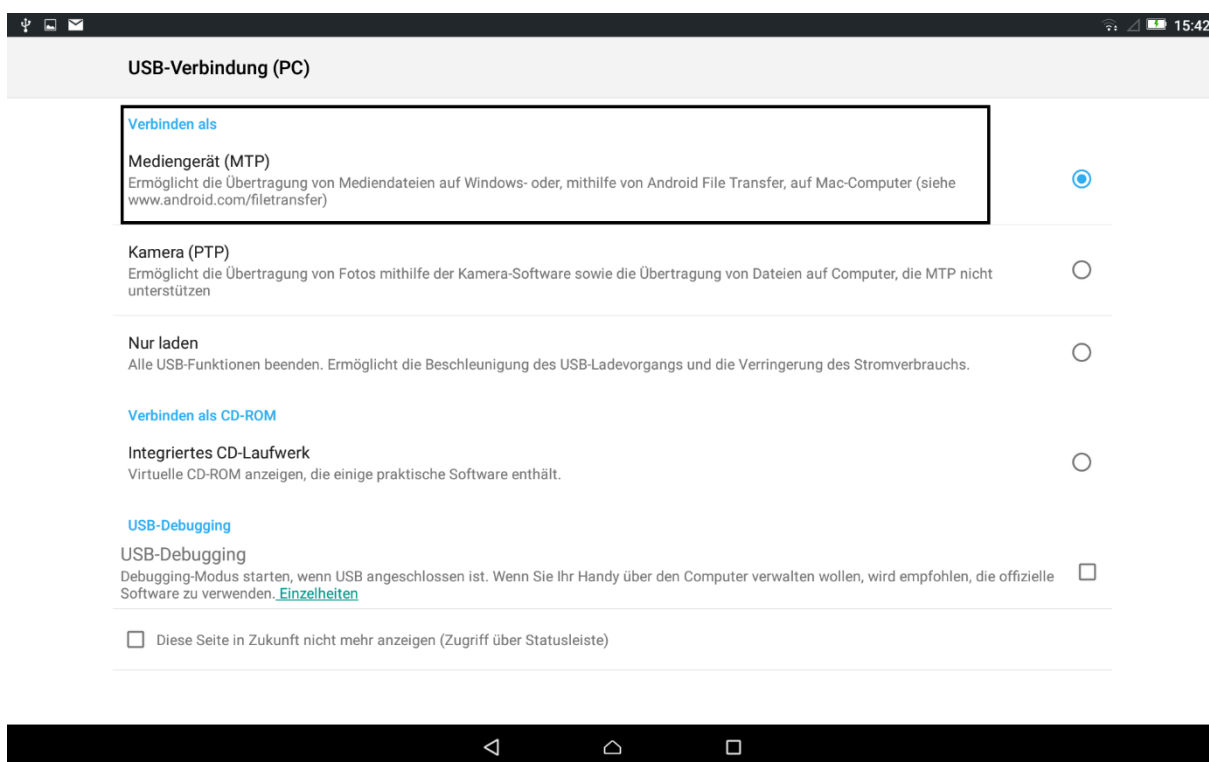 15:42
USB-Verbindung (PC)
Verbinden als
Mediengerät (MTP)
Ermöglicht die Übertragung von Mediendateien auf Windows- oder, mithilfe von Android File Transfer, auf Mac-Computer (siehe
www.android.com/filetransfer)
Kamera (PTP)
Ermöglicht die Übertragung von Fotos mithilfe der Kamera-Software sowie die Übertragung von Dateien auf Computer, die MTP nicht
unterstützen
Nur laden
Alle USB-Funktionen beenden. Ermöglicht die Beschleunigung des USB-Ladevorgangs und die Verringerung des Stromverbrauchs.
Verbinden als CD-ROM
Integriertes CD-Laufwerk
Virtuelle CD-ROM anzeigen, die einige praktische Software enthält.
USB-Debugging
USB-Debugging
Debugging-Modus starten, wenn USB angeschlossen ist. Wenn Sie Ihr Handy über den Computer verwalten wollen, wird empfohlen, die offizielle
Software zu verwenden. Einzelheiten
Diese Seite in Zukunft nicht mehr anzeigen (Zugriff über Statusleiste)